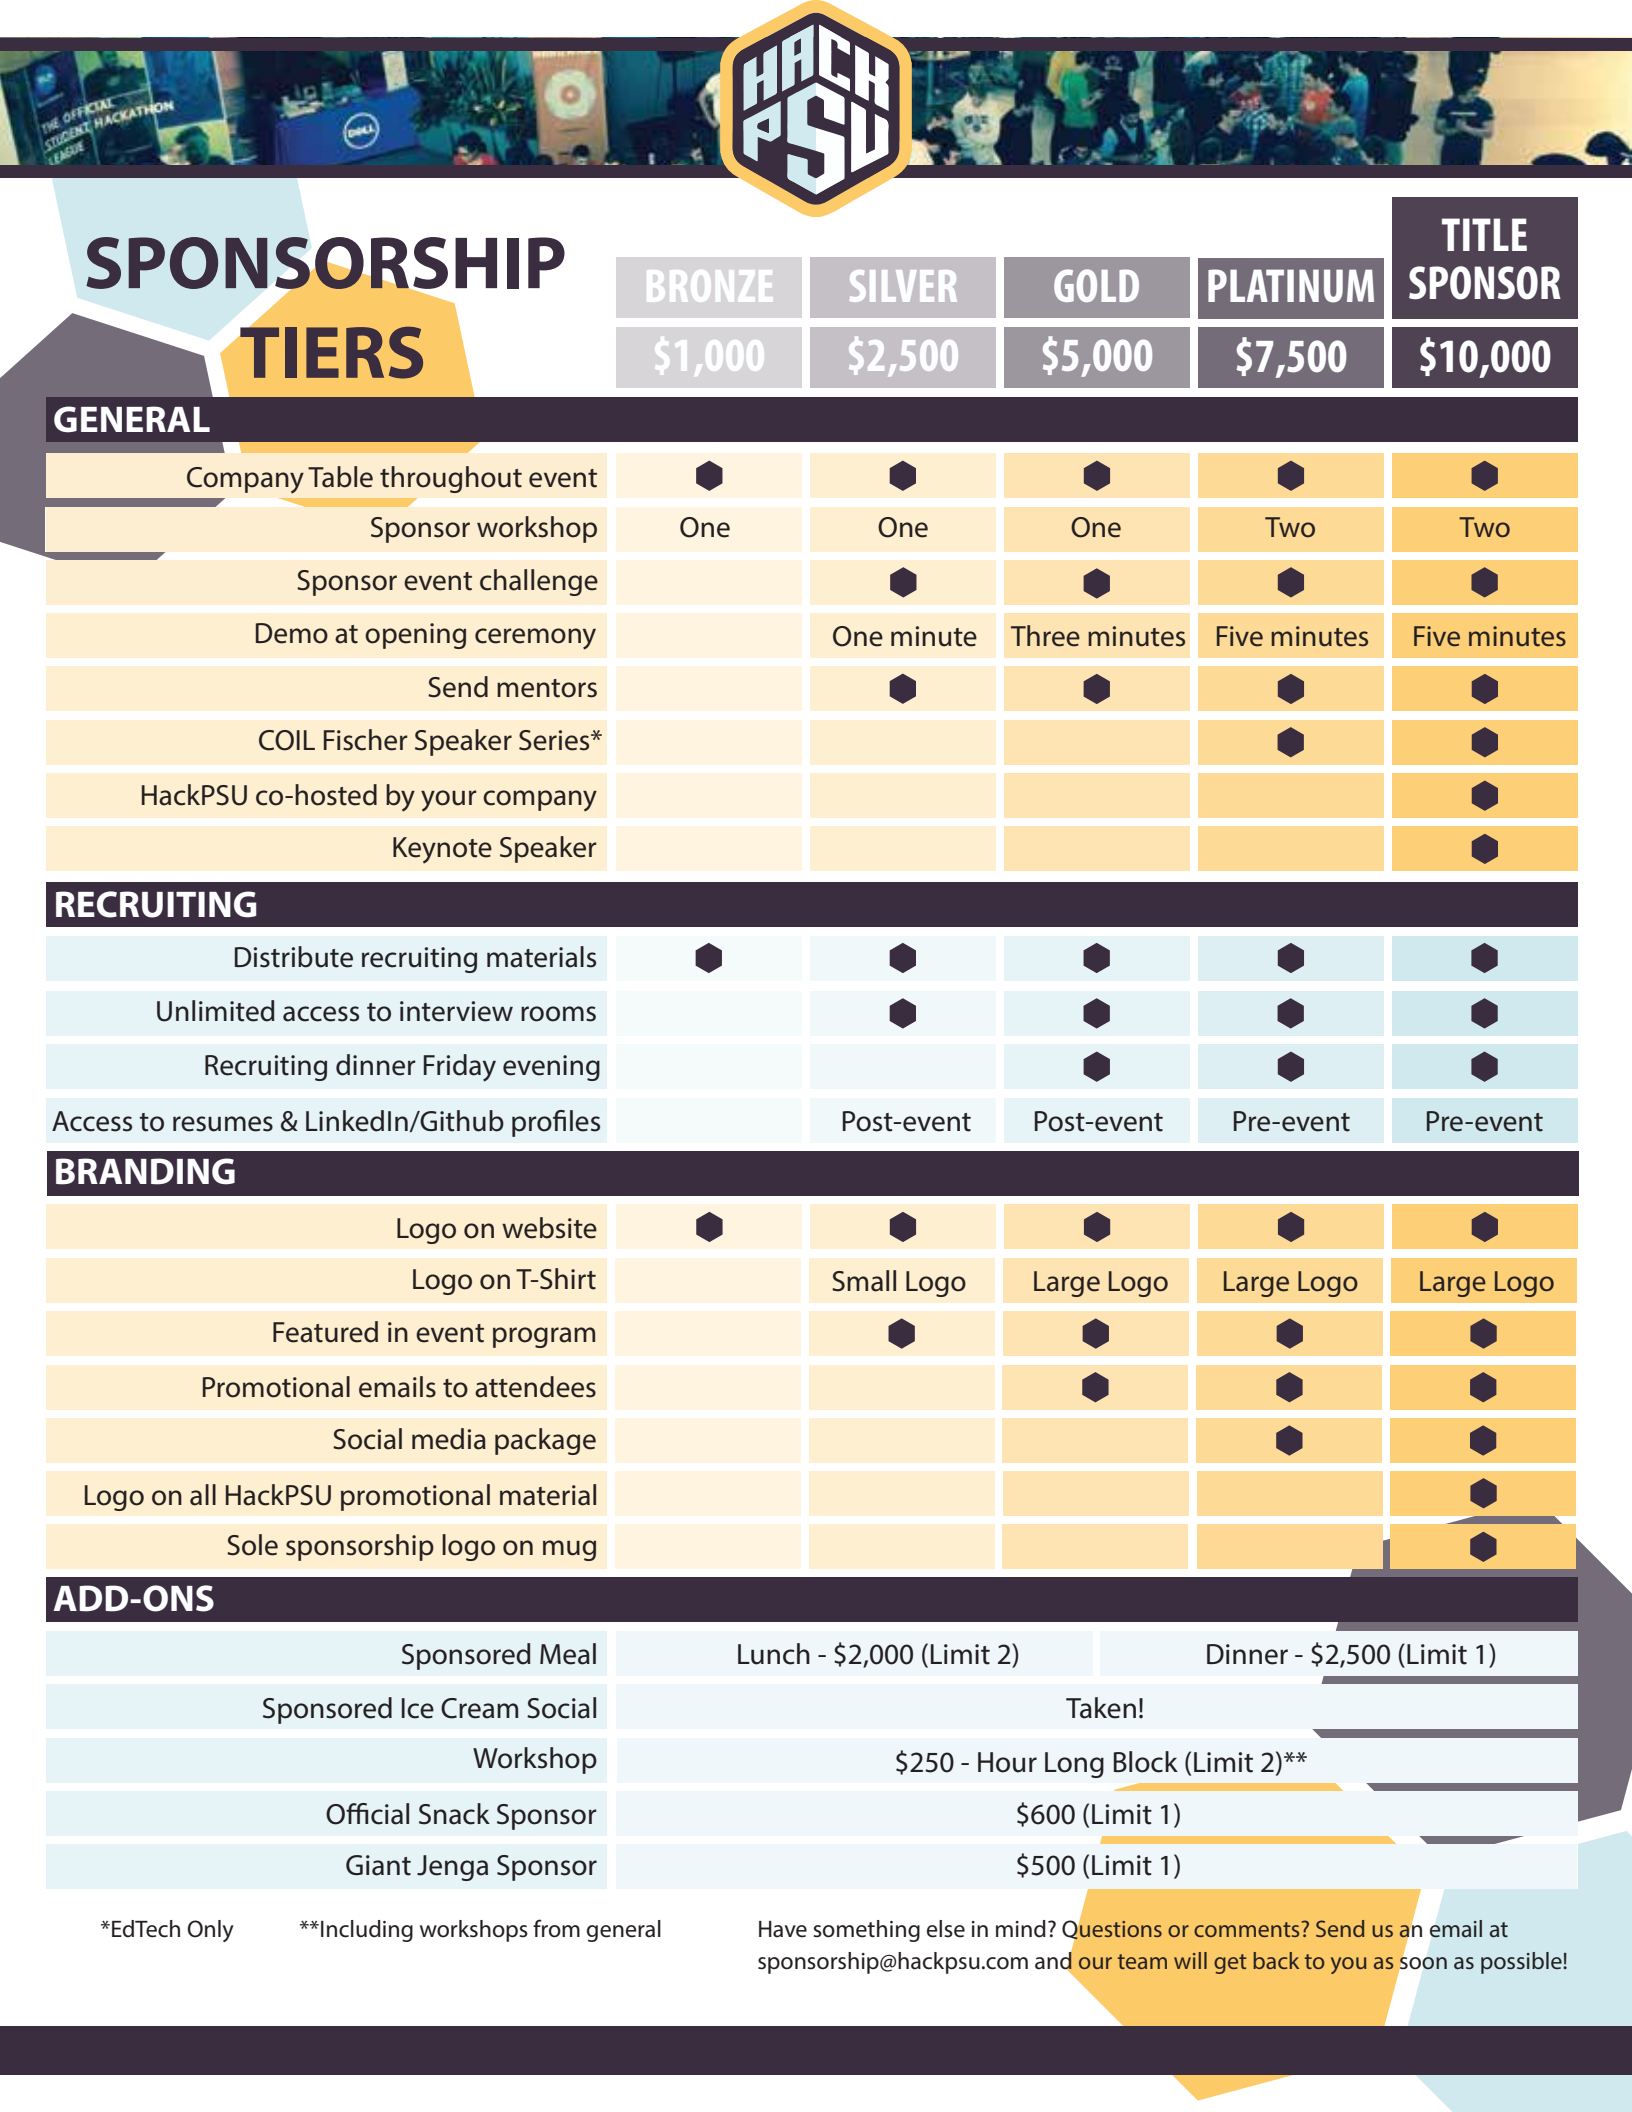 THE OFFICIAL
STUDENT HACKATHON
LEAGUE
DELL
HACK
PSU
SPONSORSHIP
TIERS
BRONZE SILVER GOLD PLATINUM TITLE SPONSOR
$1,000 $2,500 $5,000 $7,500 $10,000
GENERAL
Company Table throughout event
Sponsor workshop One One One Two Two
Sponsor event challenge
Demo at opening ceremony One minute Three minutes Five minutes Five minutes
Send mentors
COIL Fischer Speaker Series*
HackPSU co-hosted by your company
Keynote Speaker
RECRUITING
Distribute recruiting materials
Unlimited access to interview rooms
Recruiting dinner Friday evening
Access to resumes & LinkedIn/Github profiles Post-event Post-event Pre-event Pre-event
BRANDING
Logo on website
Logo on T-Shirt Small Logo Large Logo Large Logo Large Logo
Featured in event program
Promotional emails to attendees
Social media package
Logo on all HackPSU promotional material
Sole sponsorship logo on mug
ADD-ONS
Sponsored Meal Lunch - $2,000 (Limit 2) Dinner - $2,500 (Limit 1)
Sponsored Ice Cream Social Taken!
Workshop $250 - Hour Long Block (Limit 2)**
Official Snack Sponsor $600 (Limit 1)
Giant Jenga Sponsor $500 (Limit 1)
*EdTech Only **Including workshops from general
Have something else in mind? Questions or comments? Send us an email at
sponsorship@hackpsu.com and our team will get back to you as soon as possible!